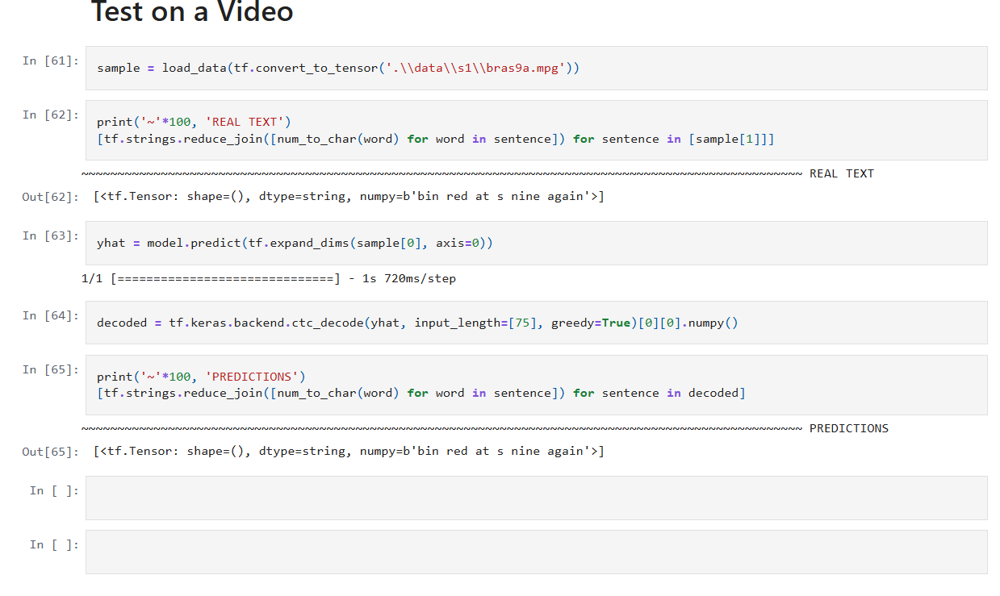 Test on a Video
In [61]:
sample = load_data(tf.convert_to_tensor('.\\data\\s1\\bras9a.mpg'))
In [62]:
print('~'*100, 'REAL TEXT')
[tf.strings.reduce_join([num_to_char(word) for word in sentence]) for sentence in [sample[1]]]
~~~~~~~~~~~~~~~~~~~~~~~~~~~~~~~~~~~~~~~~~~~~~~~~~~~~~~~~~~~~~~~~~~~~~~~~~~~~~~~~~~~~~~~~~~~~~~~~~~~~ REAL TEXT
Out[62]: [<tf.Tensor: shape=(), dtype=string, numpy=b'bin red at s nine again'>]
In [63]:
yhat = model.predict(tf.expand_dims(sample[0], axis=0))
1/1 [==============================] - 1s 720ms/step
In [64]:
decoded = tf.keras.backend.ctc_decode(yhat, input_length=[75], greedy=True)[0][0].numpy()
In [65]:
print('~'*100, 'PREDICTIONS')
[tf.strings.reduce_join([num_to_char(word) for word in sentence]) for sentence in decoded]
~~~~~~~~~~~~~~~~~~~~~~~~~~~~~~~~~~~~~~~~~~~~~~~~~~~~~~~~~~~~~~~~~~~~~~~~~~~~~~~~~~~~~~~~~~~~~~~~~~~~ PREDICTIONS
Out[65]: [<tf.Tensor: shape=(), dtype=string, numpy=b'bin red at s nine again'>]
In [ ]:
In [ ]: